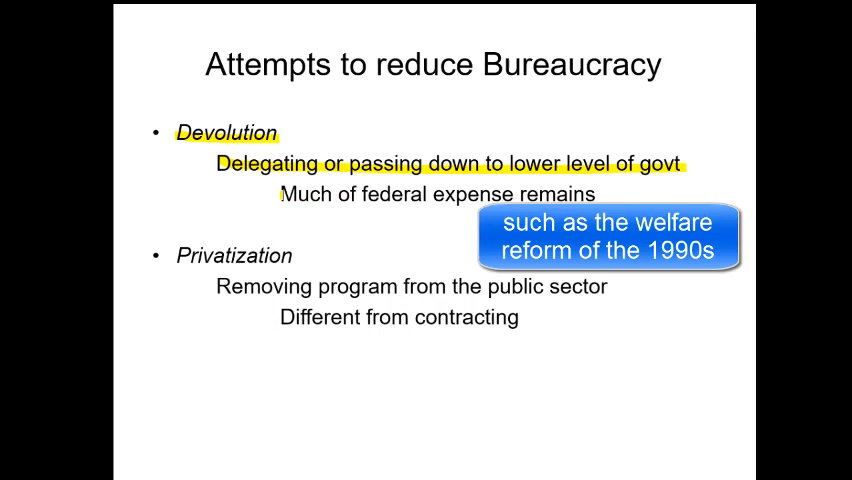 Attempts to reduce Bureaucracy
• Devolution
Delegating or passing down to lower level of govt
Much of federal expense remains
such as the welfare
reform of the 1990s
• Privatization
Removing program from the public sector
Different from contracting